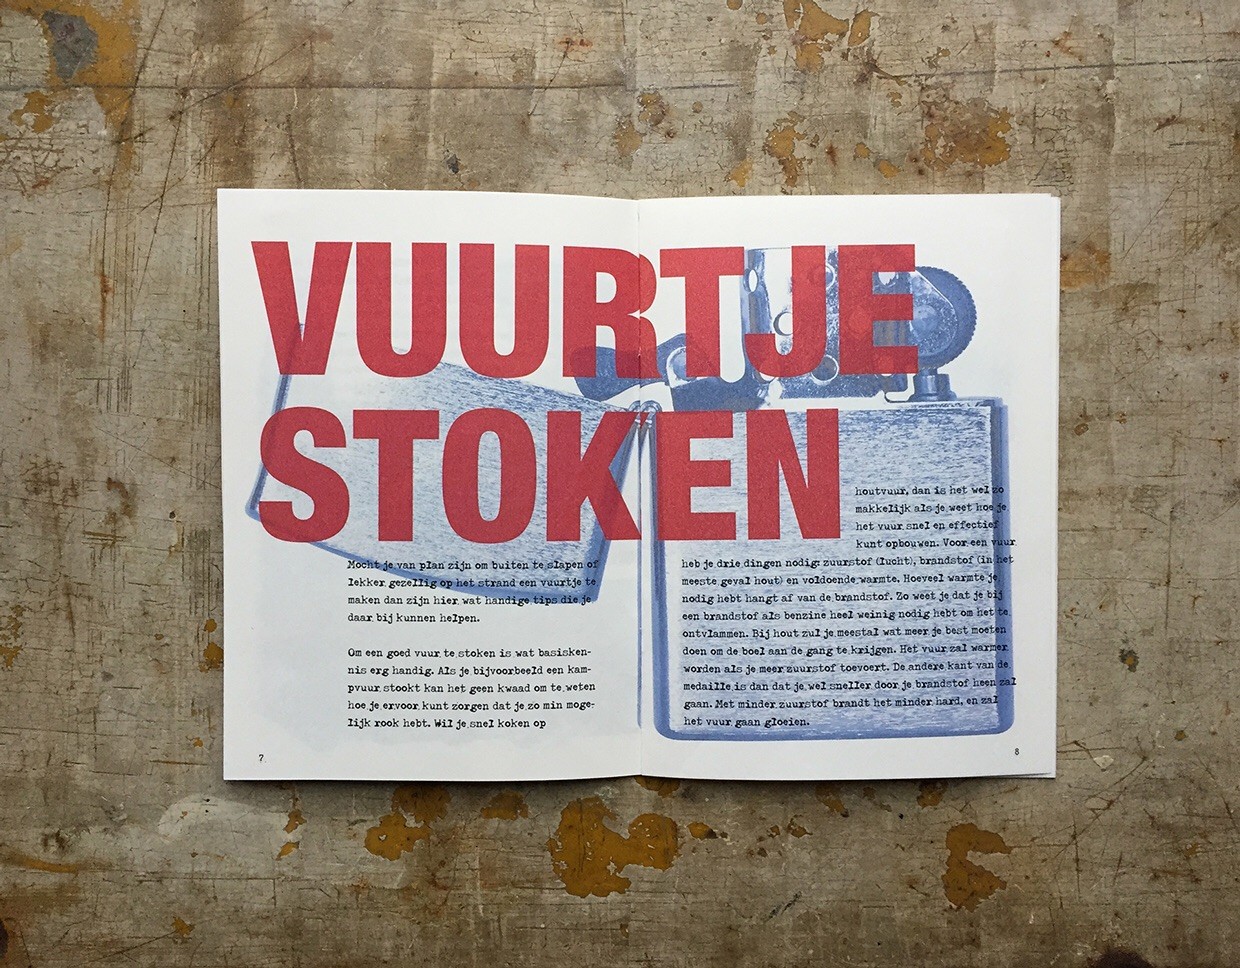 VUURTJE
STOKEN
Mocht je van plan zijn om buiten te slapen of
lekker gezellig op het strand een vuurtje te
maken dan zijn hier wat handige tips die je
daar bij kunnen helpen.
Om een goed vuur te stoken is wat basisken-
nis erg handig. Als je bijvoorbeeld een kam-
pvuur stookt kan het geen kwaad om te weten
hoe je ervoor kunt zorgen dat je zo min moge-
lijk rook hebt. Wil je snel koken op
7
houtvuur, dan is het wel zo
makkelijk als je weet hoe je
het vuur snel en effectief
kunt opbouwen. Voor een vuur
heb je drie dingen nodig: zuurstof (lucht), brandstof (in het
meeste geval hout) en voldoende warmte. Hoeveel warmte je
nodig hebt hangt af van de brandstof. Zo weet je dat je bij
een brandstof als benzine heel weinig nodig hebt om het te
ontvlammen. Bij hout zul je meestal wat meer je best moeten
doen om de boel aan de gang te krijgen. Het vuur zal warmer
worden als je meer zuurstof toevoert. De andere kant van de
medaille is dan dat je wel sneller door je brandstof heen zal
gaan. Met minder zuurstof brandt het minder hard, en zal
het vuur gaan gloeien.
8